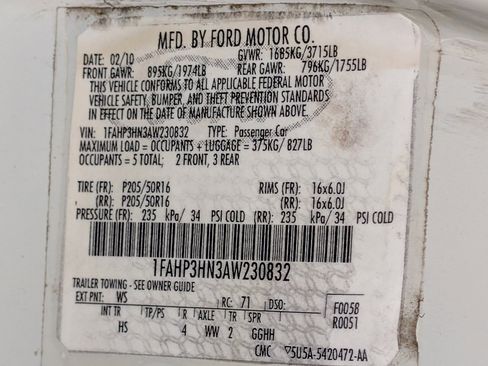 MFD. BY FORD MOTOR CO.
DATE: 02/10 GVWR: 1685KG/3715LB
FRONT GAWR: 895KG/1974LB REAR GAWR: 796KG/1755LB
THIS VEHICLE CONFORMS TO ALL APPLICABLE FEDERAL MOTOR
VEHICLE SAFETY, BUMPER, AND THEFT PREVENTION STANDARDS
IN EFFECT ON THE DATE OF MANUFACTURE SHOWN ABOVE.
VIN: 1FAHP3HN3AW230832 TYPE: Passenger Car
MAXIMUM LOAD = OCCUPANTS + LUGGAGE = 375KG/827LB
OCCUPANTS = 5 TOTAL; 2 FRONT, 3 REAR
TIRE (FR): P205/50R16 RIMS (FR): 16x6.0J
(RR): P205/50R16 (RR): 16x6.0J
PRESSURE (FR): 235 kPa/ 34 PSI COLD (RR): 235 kPa/ 34 PSI COLD
1FAHP3HN3AW230832
TRAILER TOWING - SEE OWNER GUIDE
EXT PNT: WS RC: 71 DSO: F0058
INT TR TP/PS R AXLE TR SPR R0051
HS 4 WW 2 GGHH
CMC ▽5U5A-5420472-AA